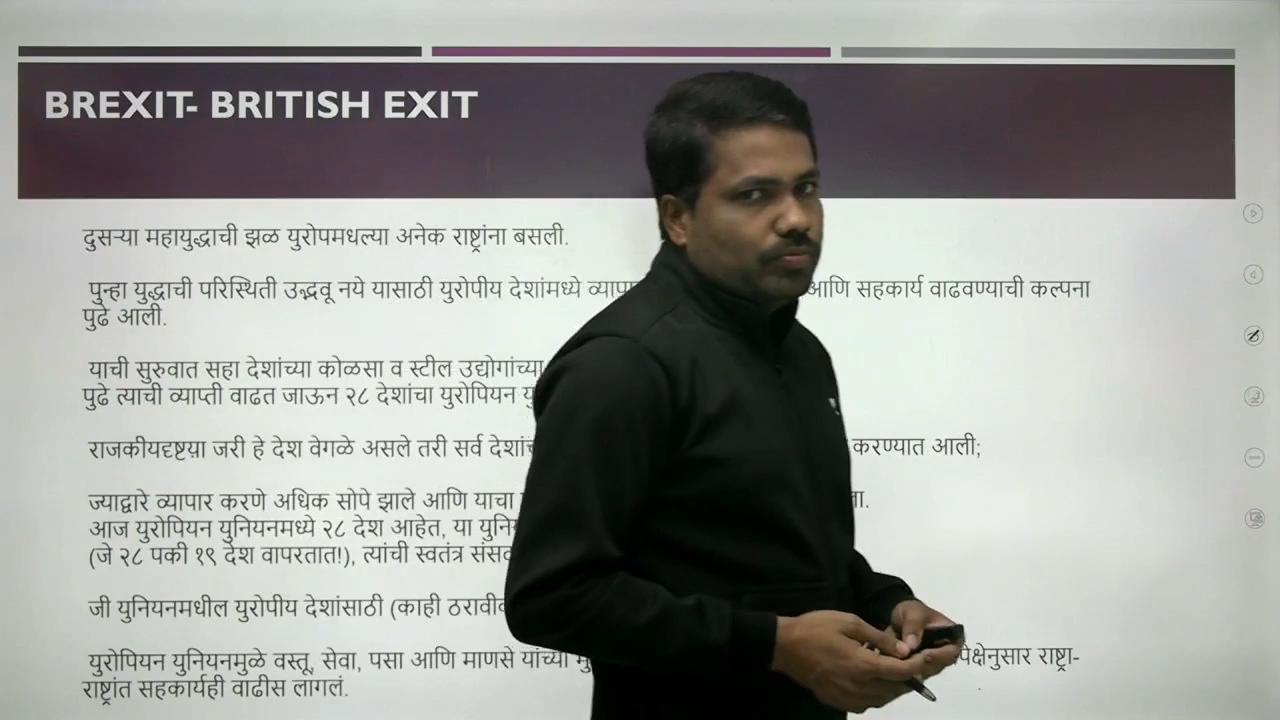 BREXIT- BRITISH EXIT
दुसऱ्या महायुद्धाची झळ युरोपमधल्या अनेक राष्ट्रांना बसली.
पुन्हा युद्धाची परिस्थिती उद्भवू नये यासाठी युरोपीय देशांमध्ये आणि सहकार्य वाढवण्याची कल्पना
पुढे आली.
याची सुरुवात सहा देशांच्या कोळसा व स्टील उद्योगांच्या
पुढे त्याची व्याप्ती वाढत जाऊन २८ देशांचा युरोपियन
राजकीयदृष्टय़ा जरी हे देश वेगळे असले तरी सर्व करण्यात आली;
ज्याद्वारे व्यापार करणे अधिक सोपे झाले आणि याचा
आज युरोपियन युनियनमध्ये २८ देश आहेत, या
(जे २८ पकी १९ देश वापरतात!), त्यांची स्वतंत्र
जी युनियनमधील युरोपीय देशांसाठी (काही
युरोपियन युनियनमुळे वस्तू, सेवा, पसा आणि माणसे यांच्या राष्ट्रा-
राष्ट्रांत सहकार्यही वाढीस लागलं.